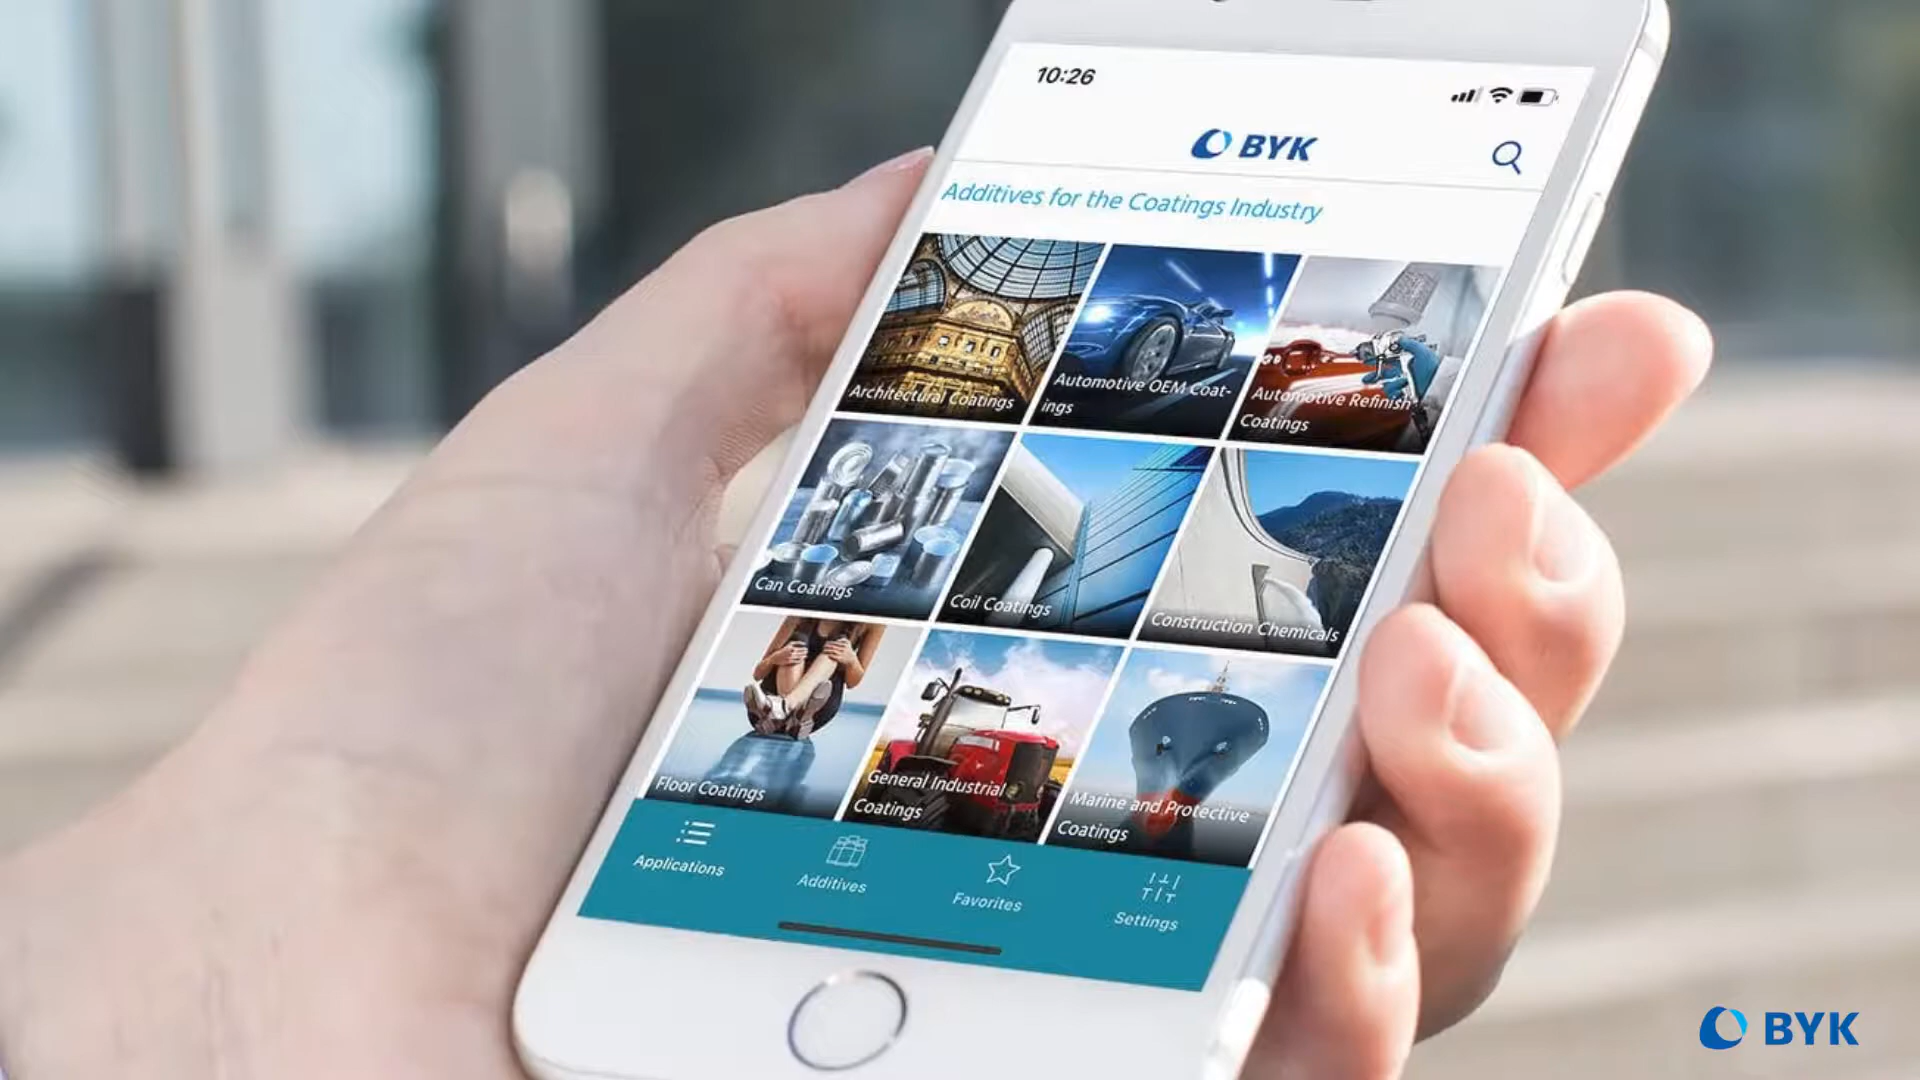 10:26
BYK
Additives for the Coatings Industry
Architectural Coatings
Automotive OEM Coat-
ings
Automotive Refinish
Coatings
Can Coatings
Coil Coatings
Construction Chemicals
Floor Coatings
General Industrial
Coatings
Marine and Protective
Coatings
Applications
Additives
Favorites
Settings
BYK